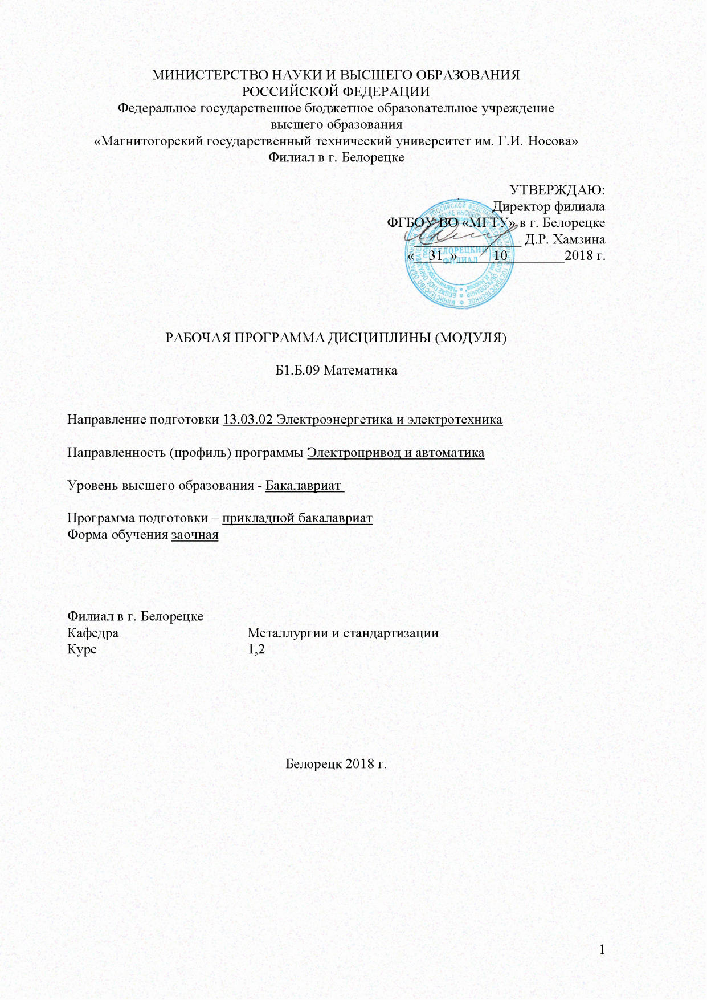 МИНИСТЕРСТВО НАУКИ И ВЫСШЕГО ОБРАЗОВАНИЯ
РОССИЙСКОЙ ФЕДЕРАЦИИ
Федеральное государственное бюджетное образовательное учреждение
высшего образования
«Магнитогорский государственный технический университет им. Г.И. Носова»
Филиал в г. Белорецке
УТВЕРЖДАЮ:
Директор филиала
ФГБОУ ВО «МГТУ» в г. Белорецке
Д.Р. Хамзина
« 31 » 10 2018 г.
БЕЛОРЕЦКИЙ
ФИЛИАЛ
РАБОЧАЯ ПРОГРАММА ДИСЦИПЛИНЫ (МОДУЛЯ)
Б1.Б.09 Математика
Направление подготовки 13.03.02 Электроэнергетика и электротехника
Направленность (профиль) программы Электропривод и автоматика
Уровень высшего образования - Бакалавриат
Программа подготовки – прикладной бакалавриат
Форма обучения заочная
Филиал в г. Белорецке
Кафедра Металлургии и стандартизации
Курс 1,2
Белорецк 2018 г.
1